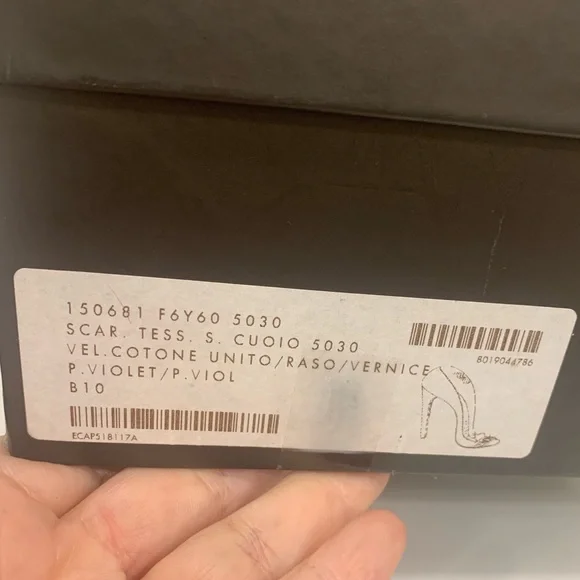 150681 F6Y60 5030
SCAR. TESS. S. CUOIO 5030
VEL.COTONE UNITO/RASO/VERNICE
P.VIOLET/P.VIOL
B10
8019044786
ECAPS18117A